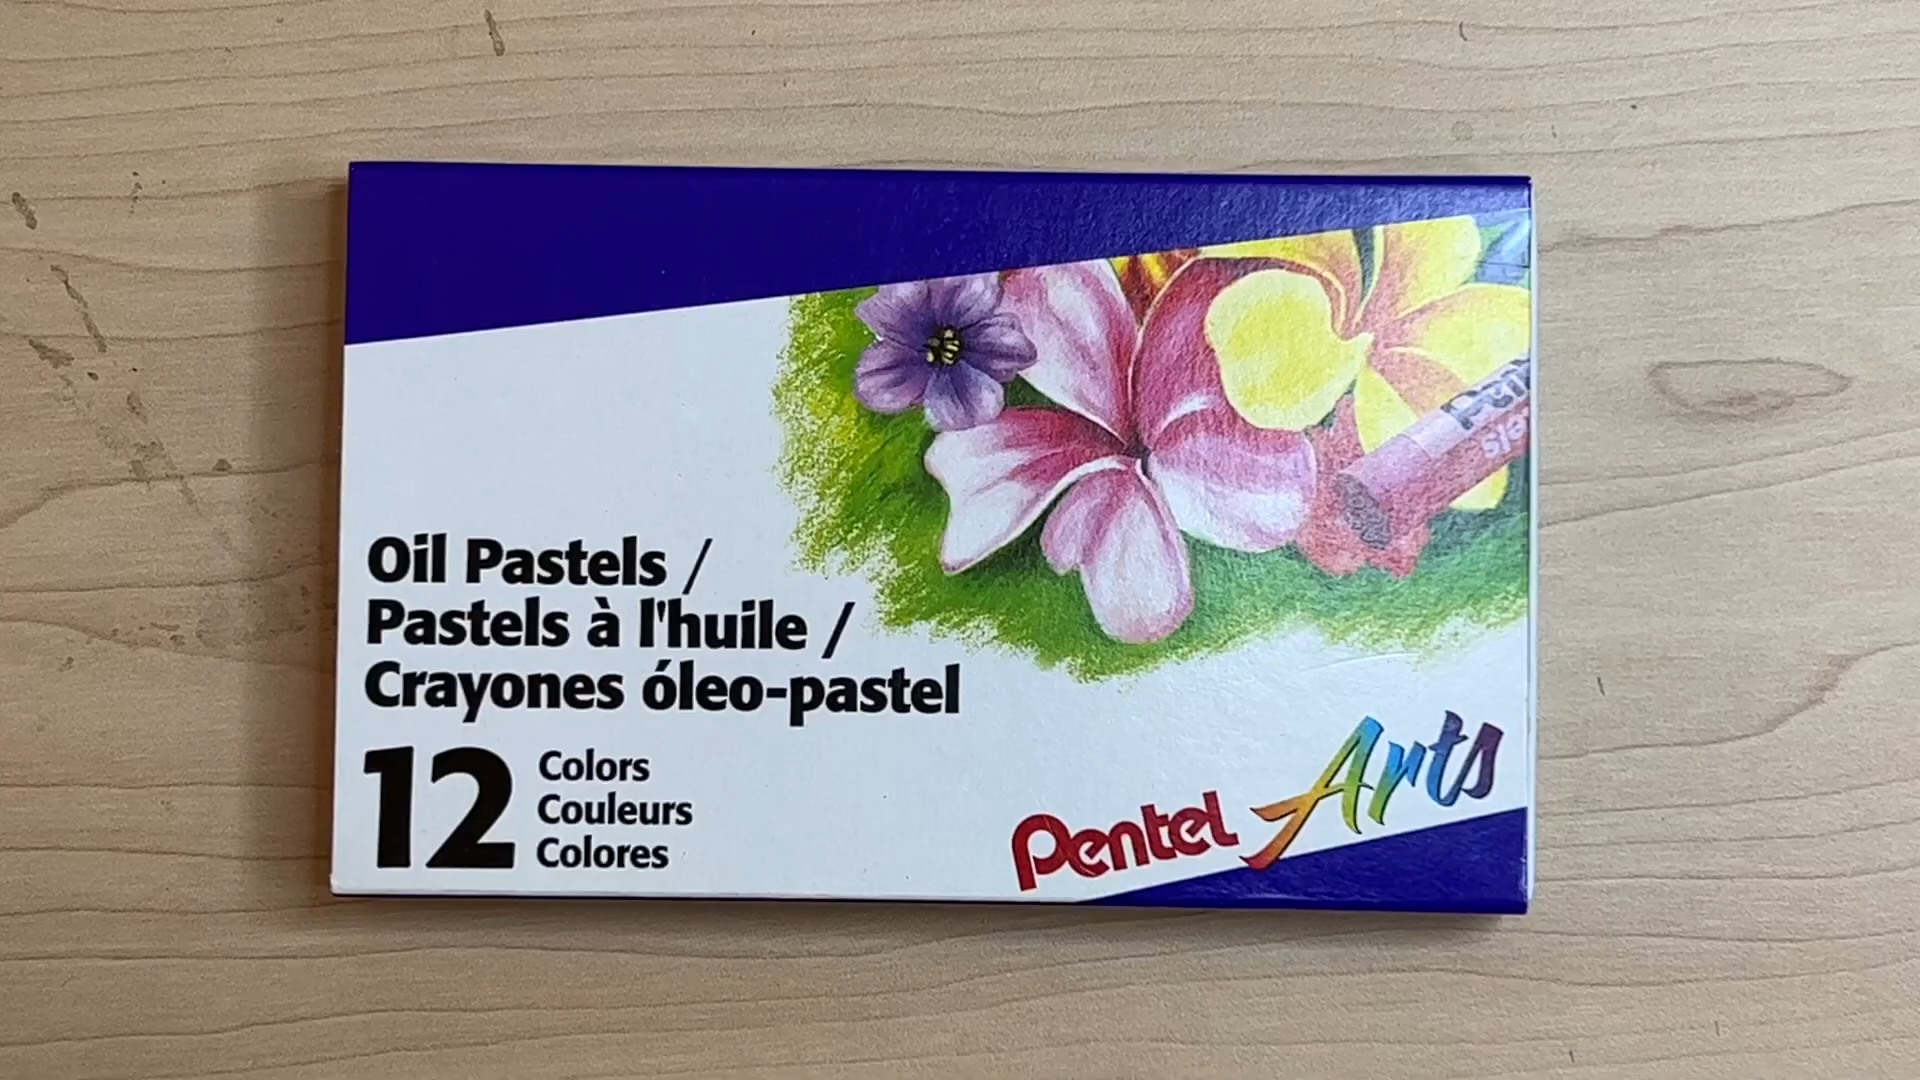 Oil Pastels /
Pastels à l'huile /
Crayones óleo-pastel
12 Colors
Couleurs
Colores
Pentel Arts